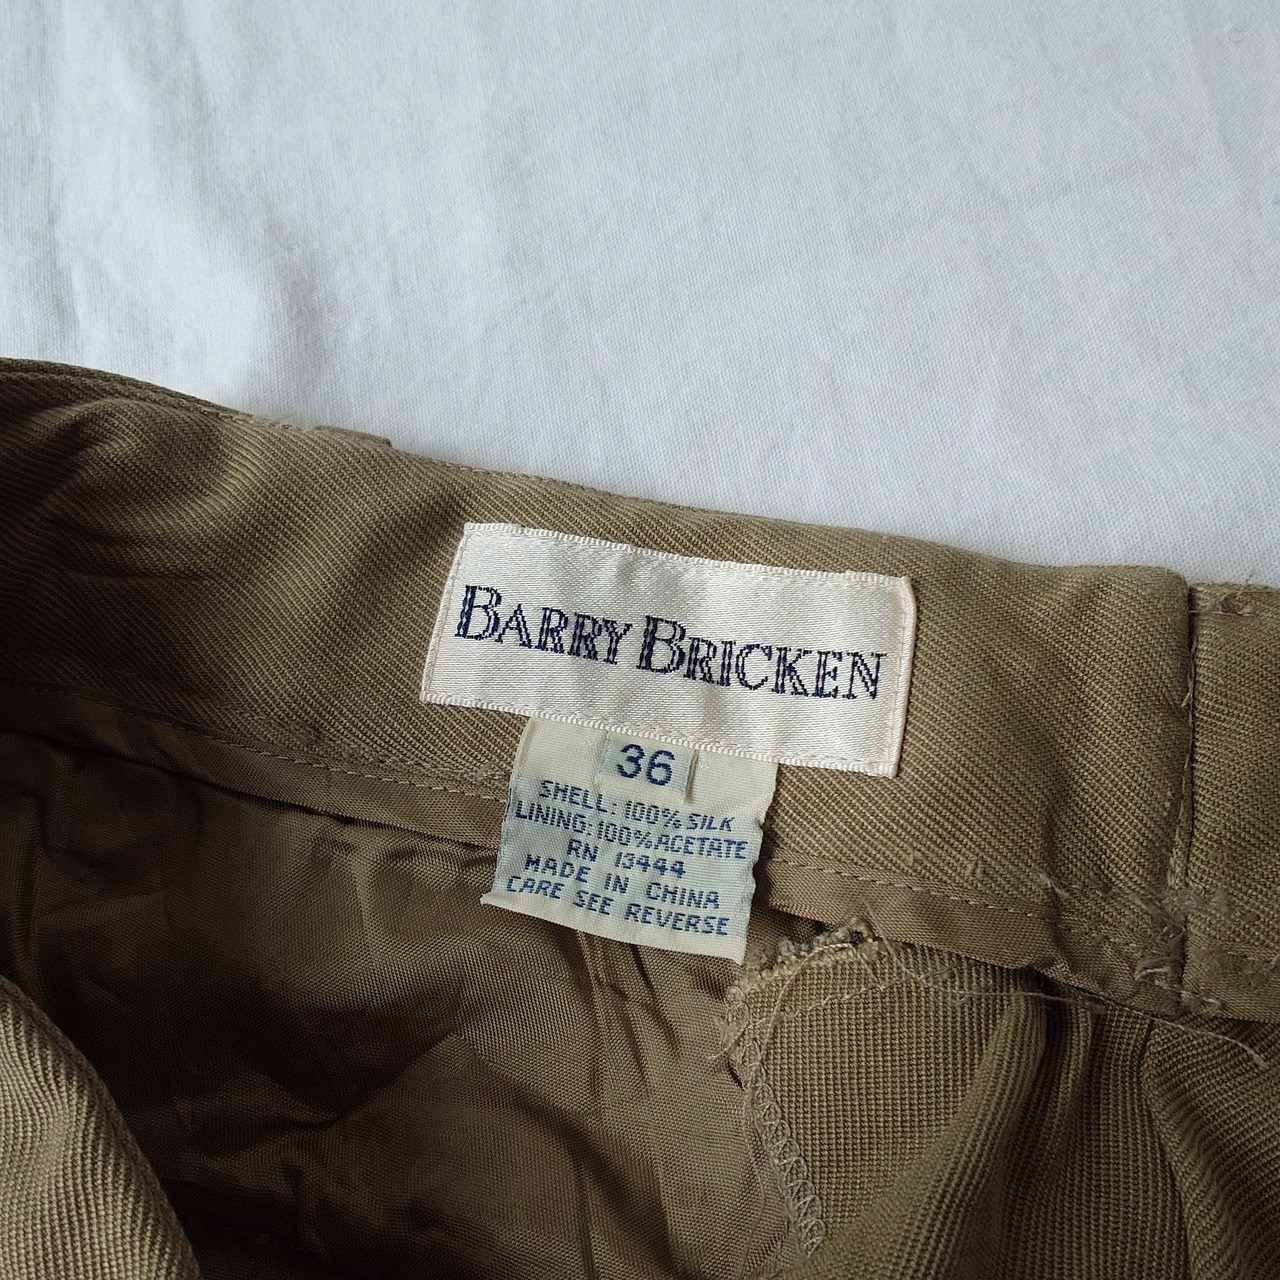 BARRY BRICKEN
36
SHELL: 100% SILK
LINING: 100% ACETATE
RN 13444
MADE IN CHINA
CARE SEE REVERSE